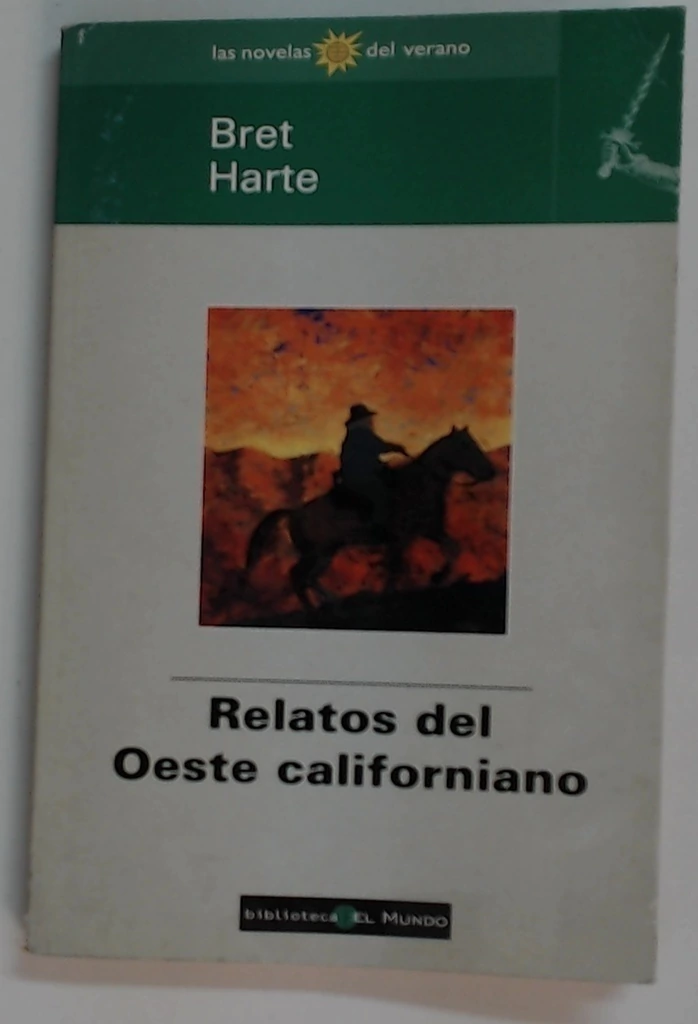 las novelas del verano
Bret
Harte
Relatos del
Oeste californiano
biblioteca EL MUNDO